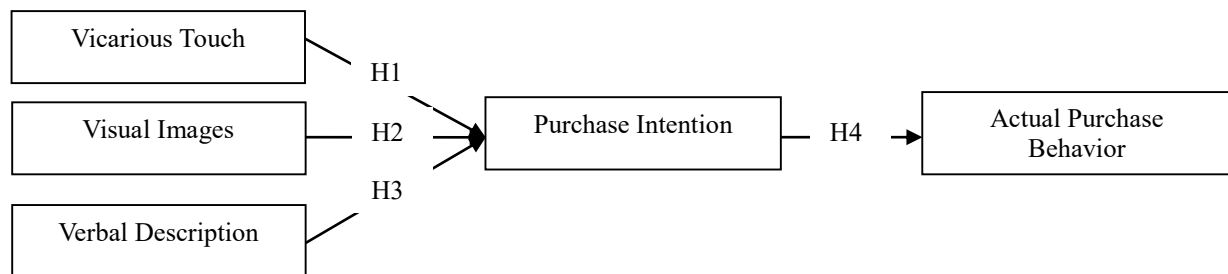 Vicarious Touch
H1
Visual Images
H2
Purchase Intention
H4
Actual Purchase
Behavior
H3
Verbal Description